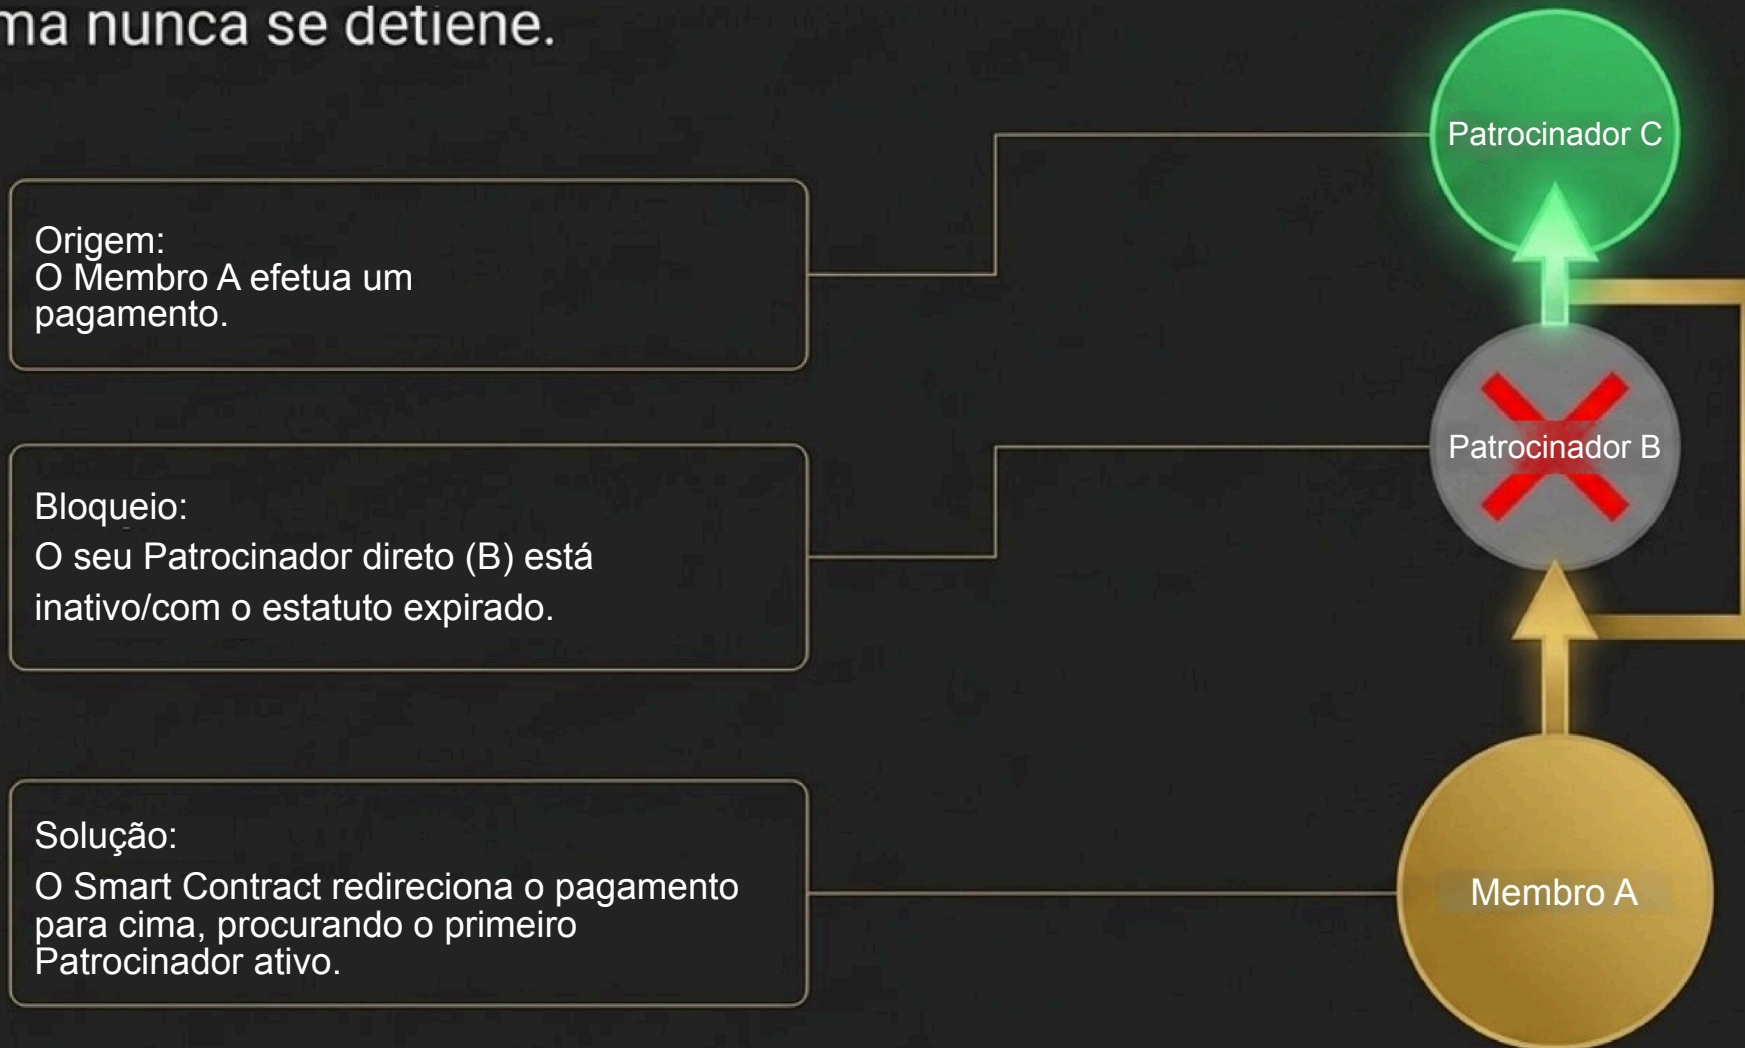 ma nunca se detiene.
Patrocinador C
Origem:
O Membro A efetua um
pagamento.
Patrocinador B
Bloqueio:
O seu Patrocinador direto (B) está
inativo/com o estatuto expirado.
Solução:
O Smart Contract redireciona o pagamento
para cima, procurando o primeiro
Patrocinador ativo.
Membro A